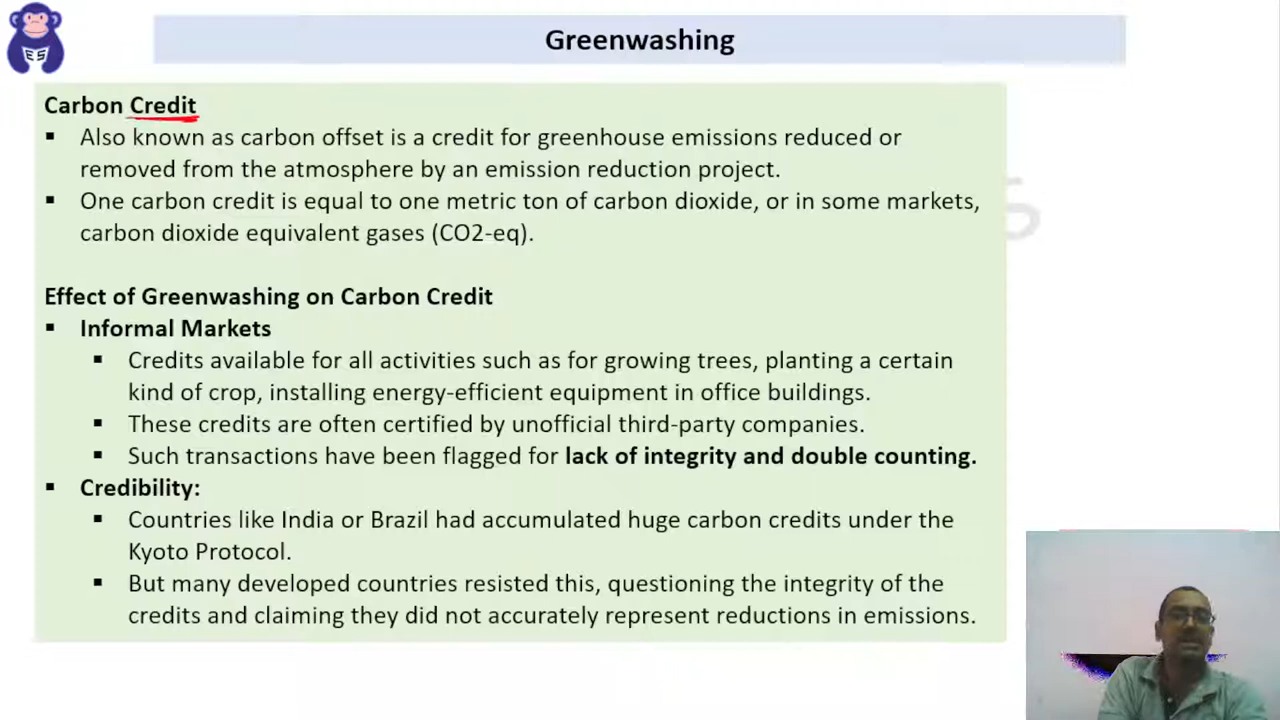 Greenwashing
Carbon Credit
▪ Also known as carbon offset is a credit for greenhouse emissions reduced or
removed from the atmosphere by an emission reduction project.
▪ One carbon credit is equal to one metric ton of carbon dioxide, or in some markets,
carbon dioxide equivalent gases (CO2-eq).
Effect of Greenwashing on Carbon Credit
▪ Informal Markets
▪ Credits available for all activities such as for growing trees, planting a certain
kind of crop, installing energy-efficient equipment in office buildings.
▪ These credits are often certified by unofficial third-party companies.
▪ Such transactions have been flagged for lack of integrity and double counting.
▪ Credibility:
▪ Countries like India or Brazil had accumulated huge carbon credits under the
Kyoto Protocol.
▪ But many developed countries resisted this, questioning the integrity of the
credits and claiming they did not accurately represent reductions in emissions.